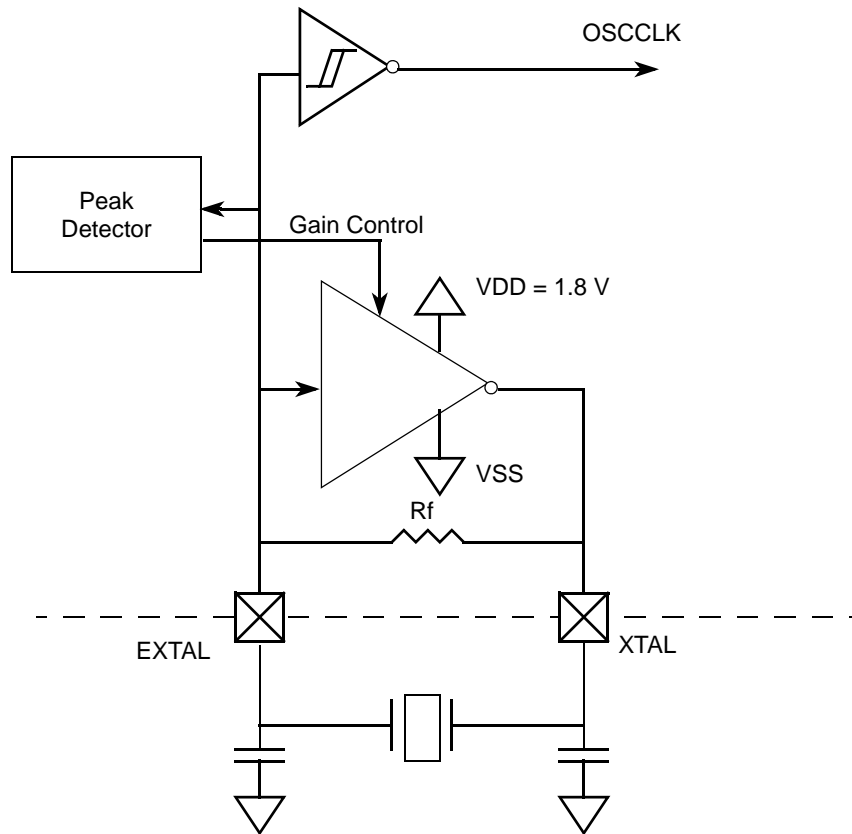 OSCCLK
Peak
Detector
Gain Control
VDD = 1.8 V
VSS
Rf
EXTAL
XTAL